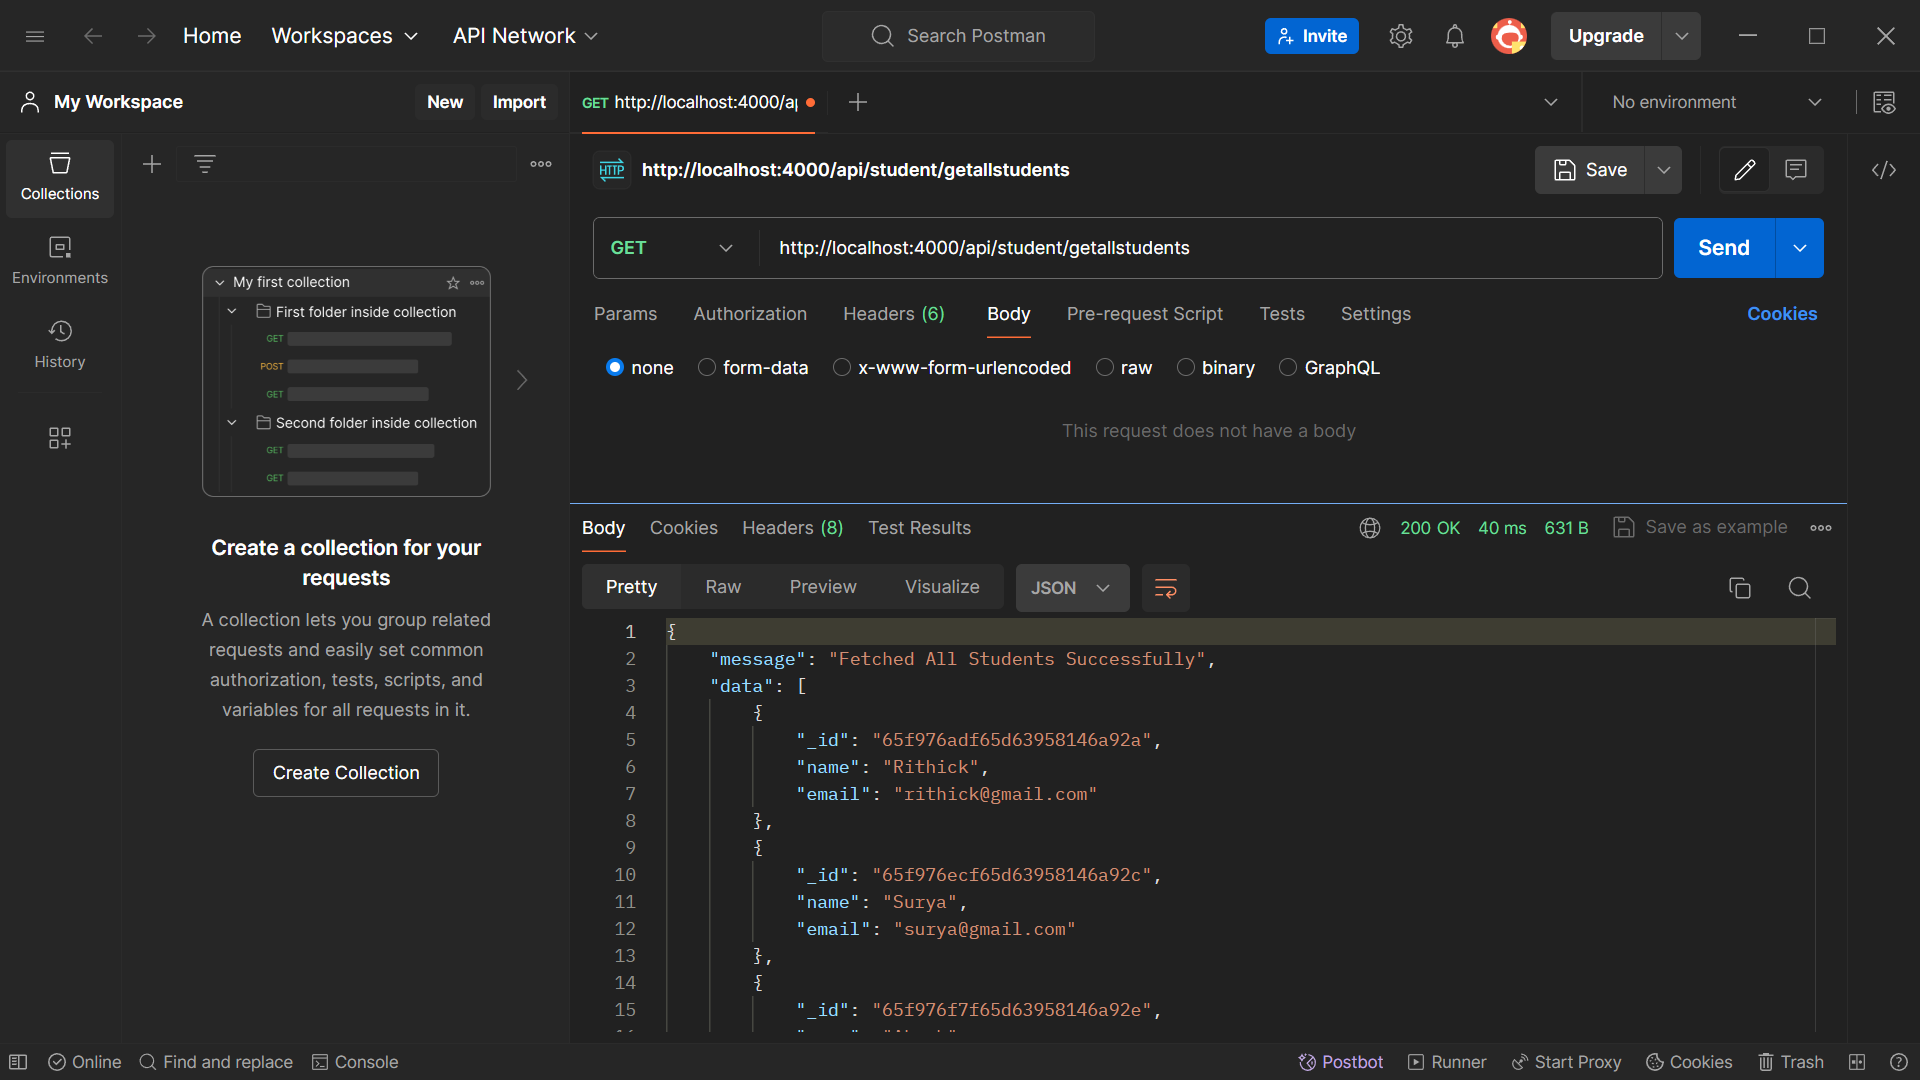 Home Workspaces API Network Search Postman Invite Upgrade
My Workspace New Import GET http://localhost:4000/ap No environment
Collections
Environments
History
My first collection
First folder inside collection
GET
POST
GET
Second folder inside collection
GET
GET
Create a collection for your
requests
A collection lets you group related
requests and easily set common
authorization, tests, scripts, and
variables for all requests in it.
Create Collection
HTTP http://localhost:4000/api/student/getallstudents Save
GET http://localhost:4000/api/student/getallstudents Send
Params Authorization Headers (6) Body Pre-request Script Tests Settings Cookies
none form-data x-www-form-urlencoded raw binary GraphQL
This request does not have a body
Body Cookies Headers (8) Test Results 200 OK 40 ms 631 B Save as example
Pretty Raw Preview Visualize JSON
1 {
2 "message": "Fetched All Students Successfully",
3 "data": [
4 {
5 "_id": "65f976adf65d63958146a92a",
6 "name": "Rithick",
7 "email": "rithick@gmail.com"
8 },
9 {
10 "_id": "65f976ecf65d63958146a92c",
11 "name": "Surya",
12 "email": "surya@gmail.com"
13 },
14 {
15 "_id": "65f976f7f65d63958146a92e",
Online Find and replace Console Postbot Runner Start Proxy Cookies Trash